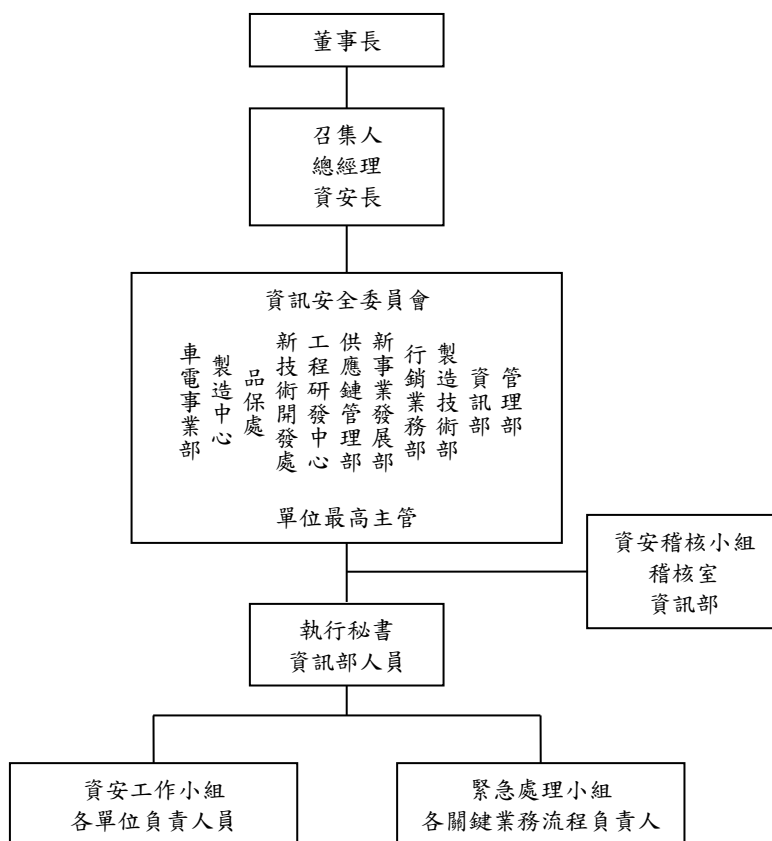 董事長
召集人
總經理
資安長
資訊安全委員會
管理部
資訊部
製造技術部
行銷業務部
新事業發展部
供應鏈管理部
工程研發中心
新技術開發處
品保處
製造中心
車電事業部
單位最高主管
資安稽核小組
稽核室
資訊部
執行秘書
資訊部人員
資安工作小組
各單位負責人員
緊急處理小組
各關鍵業務流程負責人